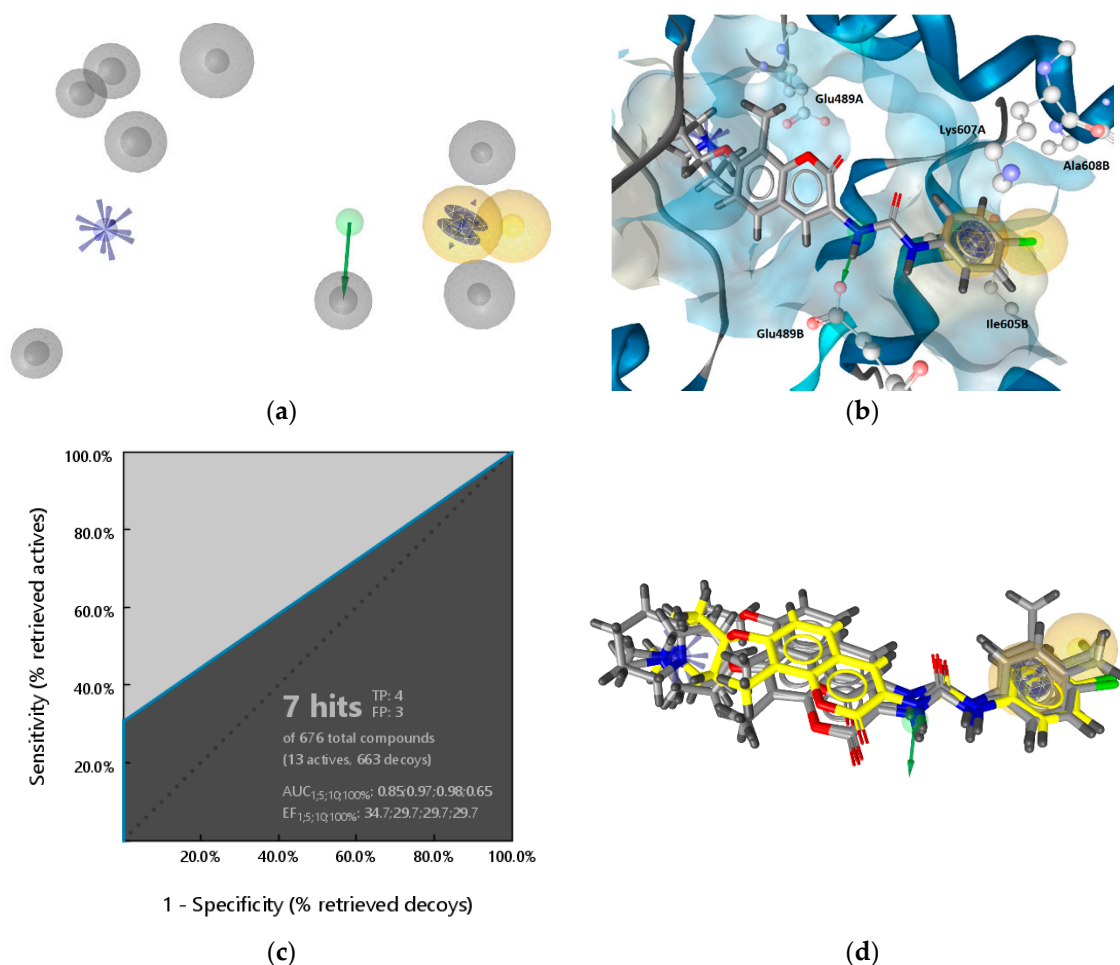 Glu489A
Lys607A
Ala608B
Glu489B
Ile605B
(a)
(b)
100.0%
80.0%
60.0%
40.0%
20.0%
Sensitivity (% retrieved actives)
7 hits TP: 4
FP: 3
of 676 total compounds
(13 actives, 663 decoys)
AUC1;5;10;100%: 0.85;0.97;0.98;0.65
EF1;5;10;100%: 34.7;29.7;29.7;29.7
20.0% 40.0% 60.0% 80.0% 100.0%
1 - Specificity (% retrieved decoys)
(c)
(d)